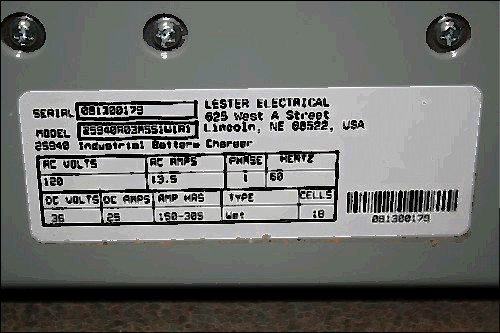 SERIAL 081300179 LESTER ELECTRICAL
625 West A Street
MODEL Lincoln, NE 68522, USA
25940 Industrial Battery Charger
AC VOLTS AC AMPS PHASE HERTZ
120 13.5 1 60
DC VOLTS DC AMPS AMP HRS TYPE CELLS
36 25 150-305 Wet 18
081300179